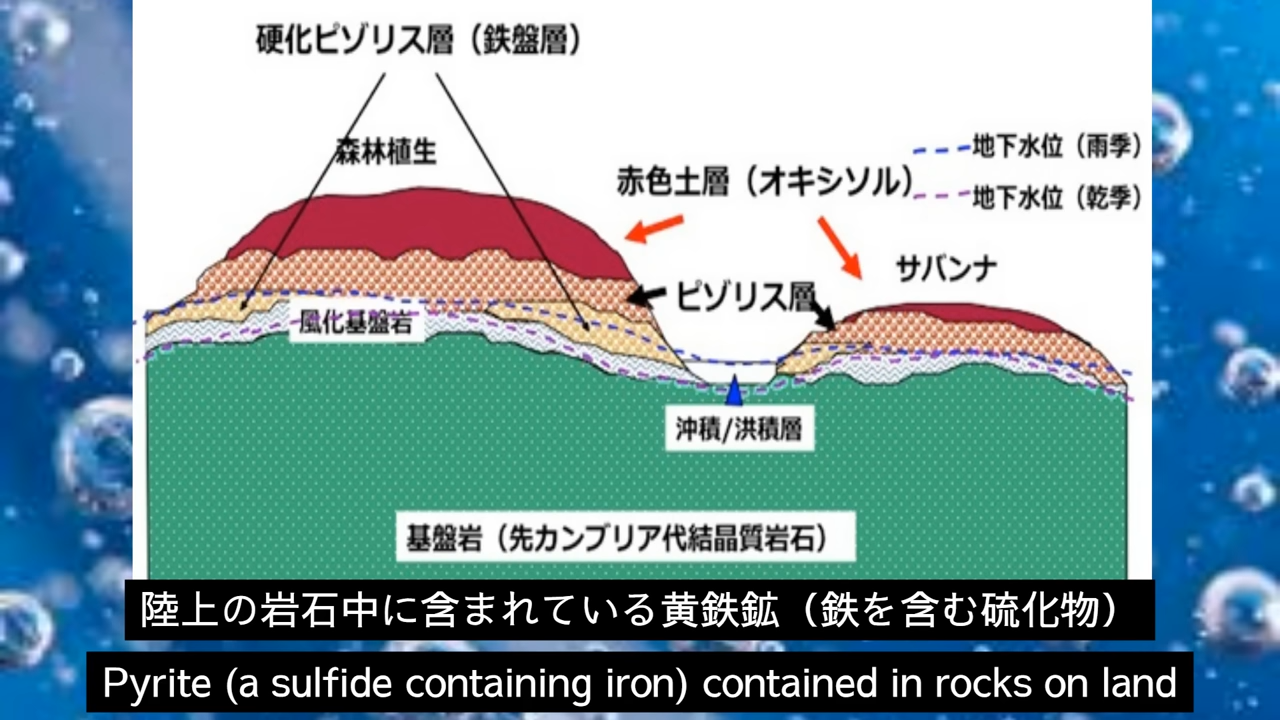 硬化ピゾリス層（鉄盤層）
森林植生
地下水位（雨季）
赤色土層（オキシソル）
地下水位（乾季）
サバンナ
ピゾリス層
風化基盤岩
沖積/洪積層
基盤岩（先カンブリア代結晶質岩石）
陸上の岩石中に含まれている黄鉄鉱（鉄を含む硫化物）
Pyrite (a sulfide containing iron) contained in rocks on land